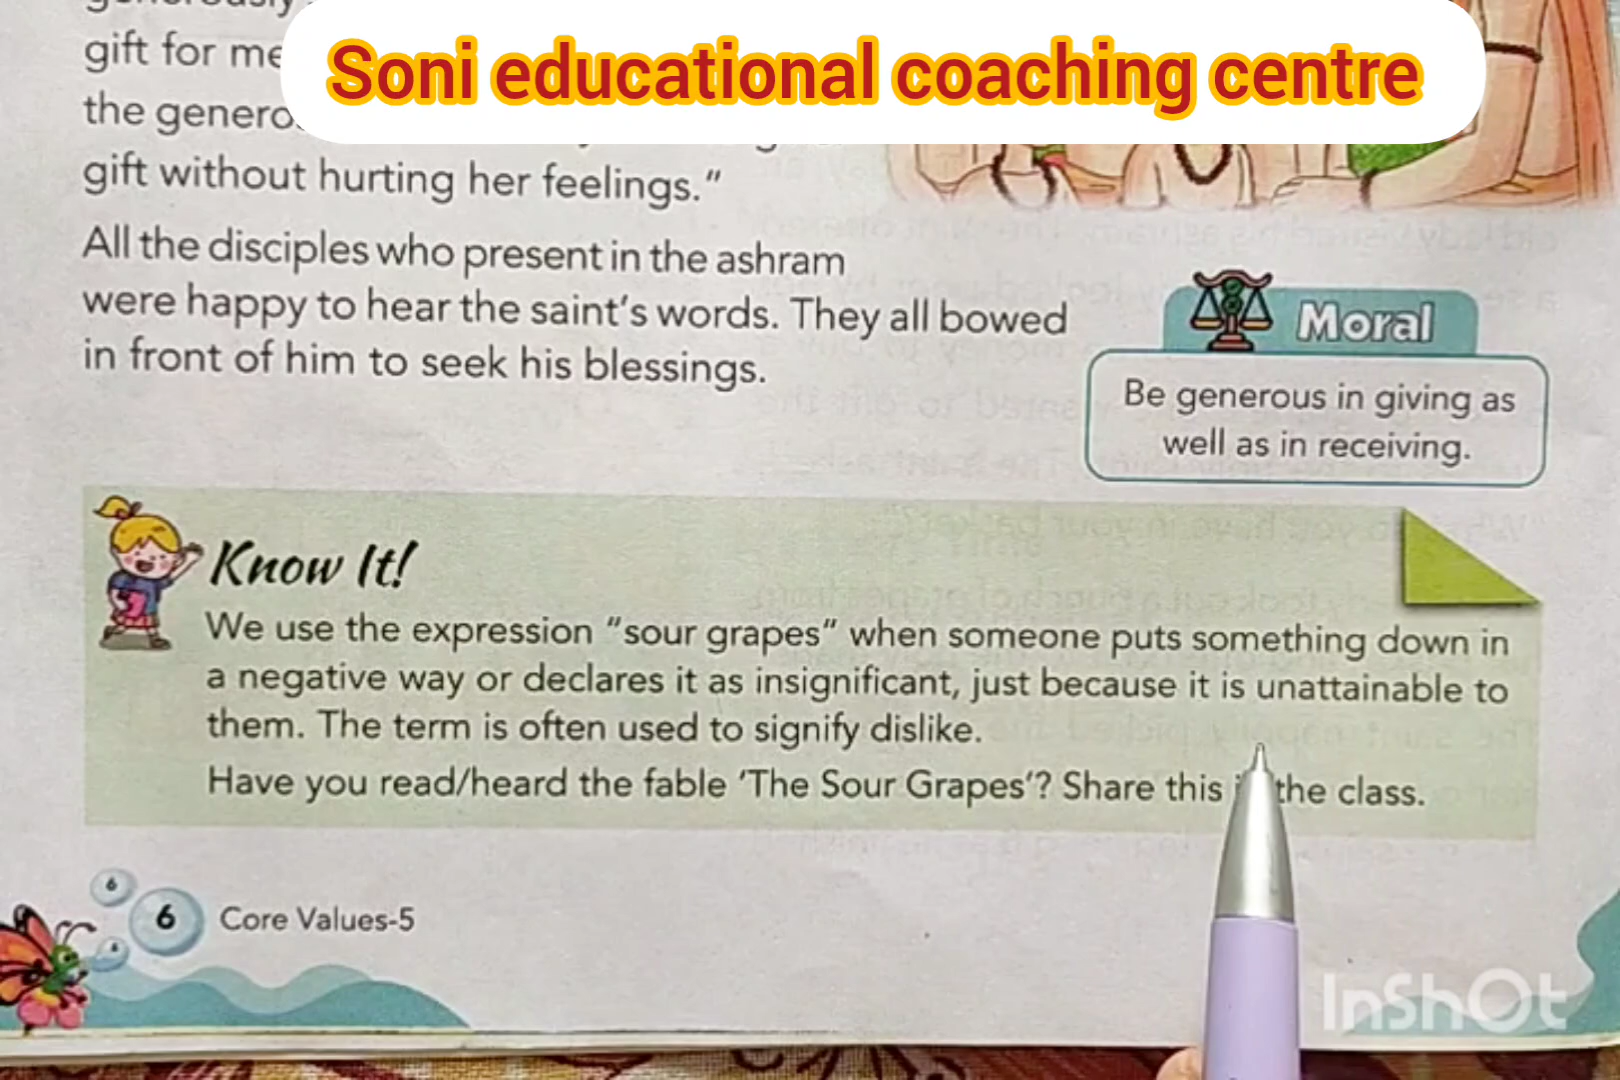 Soni educational coaching centre
gift for me
the genero
gift without hurting her feelings."
All the disciples who present in the ashram
were happy to hear the saint's words. They all bowed
in front of him to seek his blessings.
Moral
Be generous in giving as
well as in receiving.
Know It!
We use the expression "sour grapes" when someone puts something down in
a negative way or declares it as insignificant, just because it is unattainable to
them. The term is often used to signify dislike.
Have you read/heard the fable 'The Sour Grapes'? Share this the class.
6
6 Core Values-5
InShOt